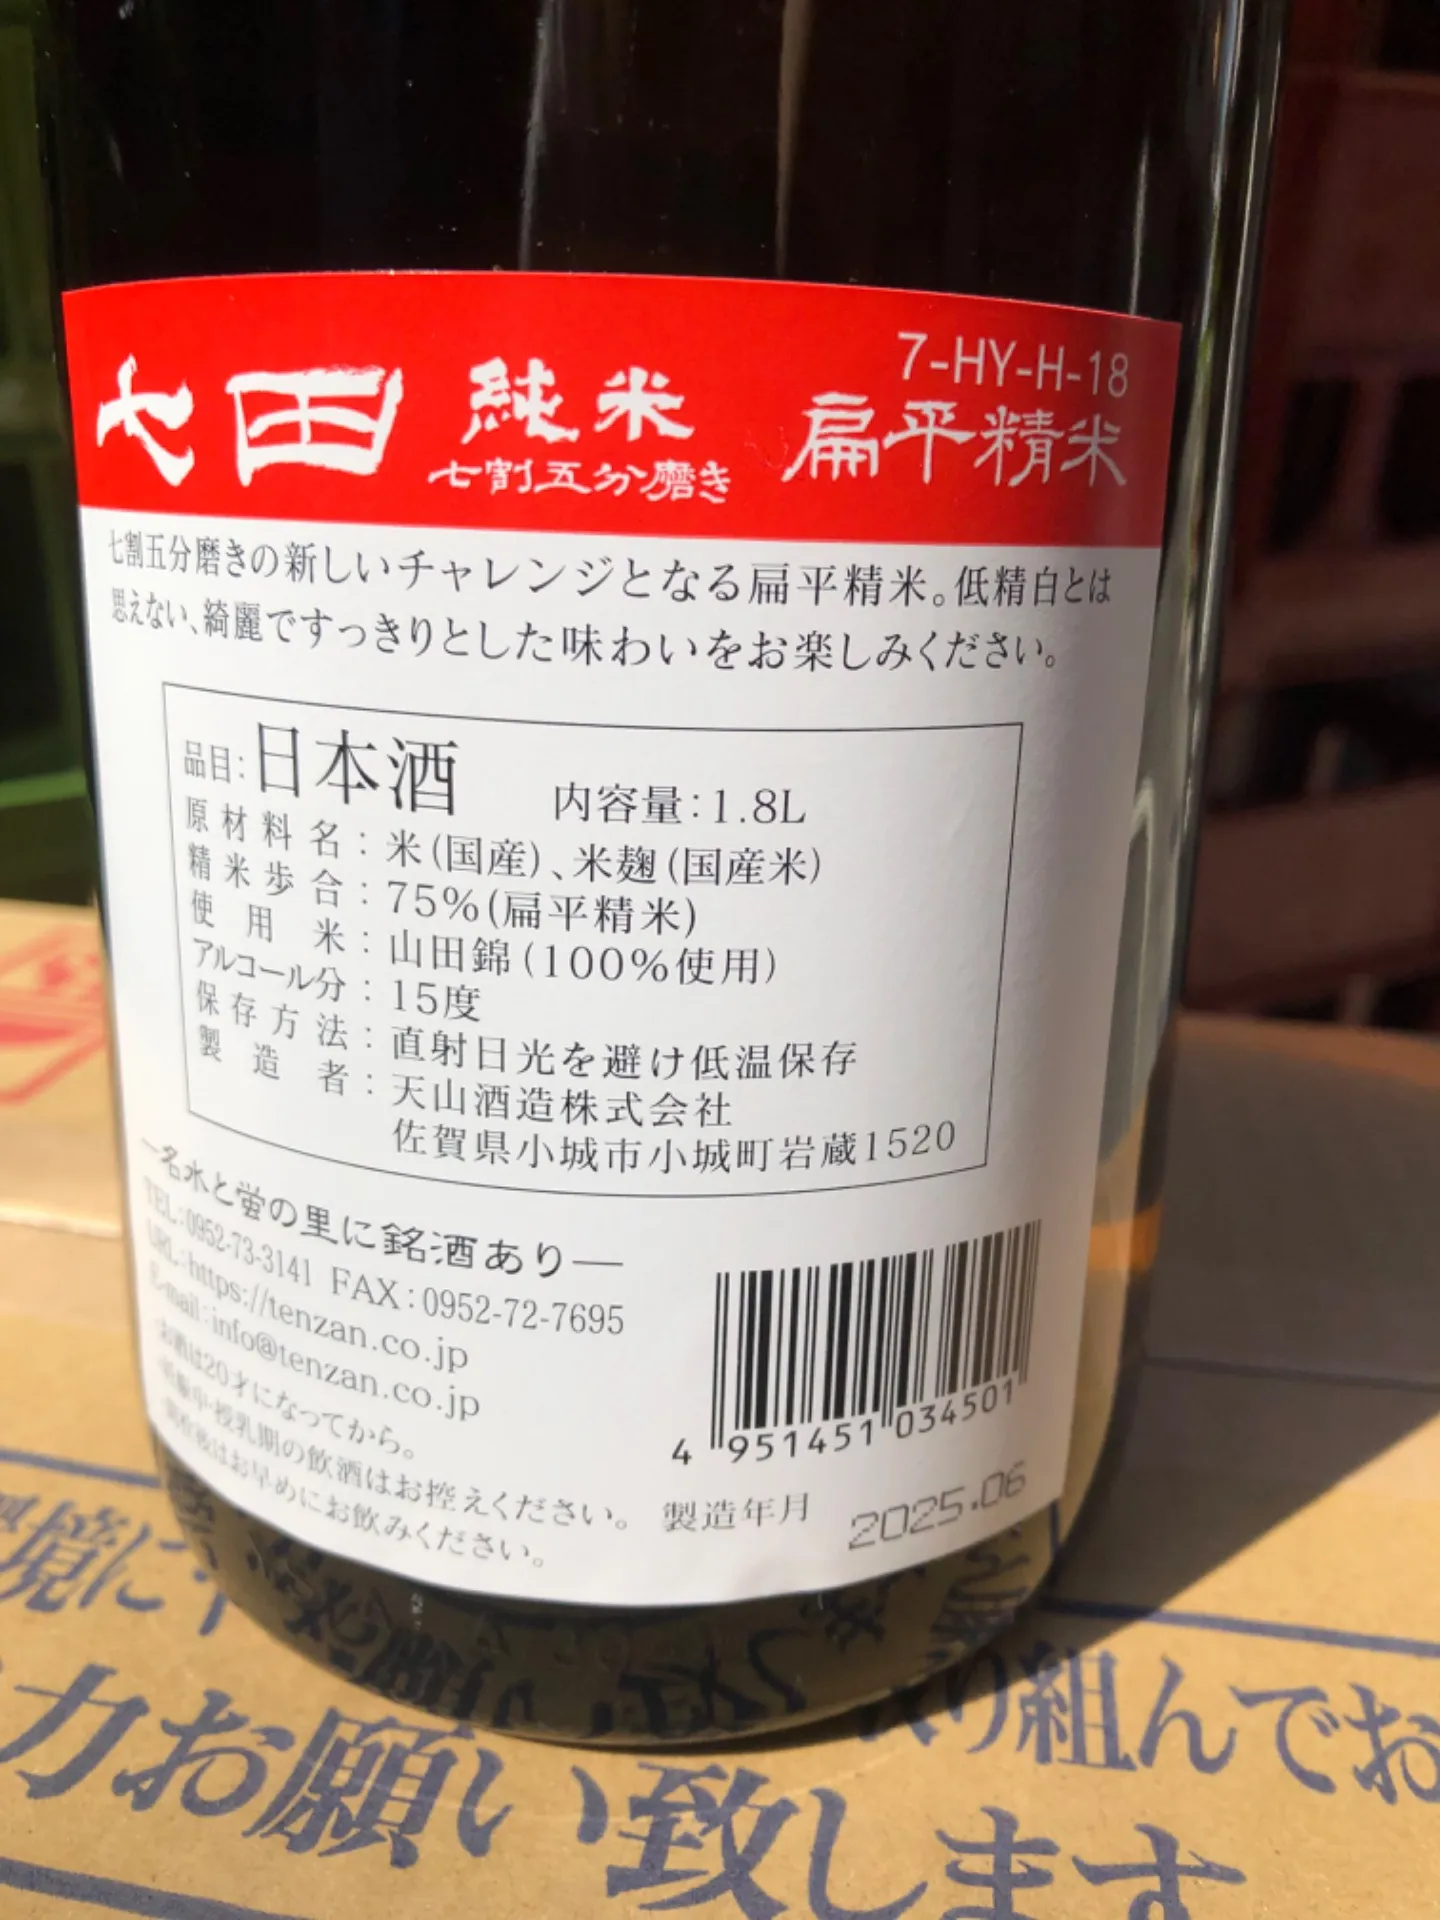 7-HY-H-18
七田 純米 扁平精米
七割五分磨き
七割五分磨きの新しいチャレンジとなる扁平精米。低精白とは
思えない、綺麗ですっきりとした味わいをお楽しみください。
品目:日本酒 内容量:1.8L
原材料名:米(国産)、米麹(国産米)
精米歩合:75%(扁平精米)
使用米:山田錦(100%使用)
アルコール分:15度
保存方法:直射日光を避け低温保存
製造者:天山酒造株式会社
佐賀県小城市小城町岩蔵1520
―名水と蛍の里に銘酒あり―
TEL:0952-73-3141 FAX:0952-72-7695
URL:https://tenzan.co.jp
E-mail:info@tenzan.co.jp
お酒は20才になってから。
妊娠中・授乳期の飲酒はお控えください。
開栓後はお早めにお飲みください。
4 951451 034501
製造年月 2025.06
境に
り組んでお
力お願い致します